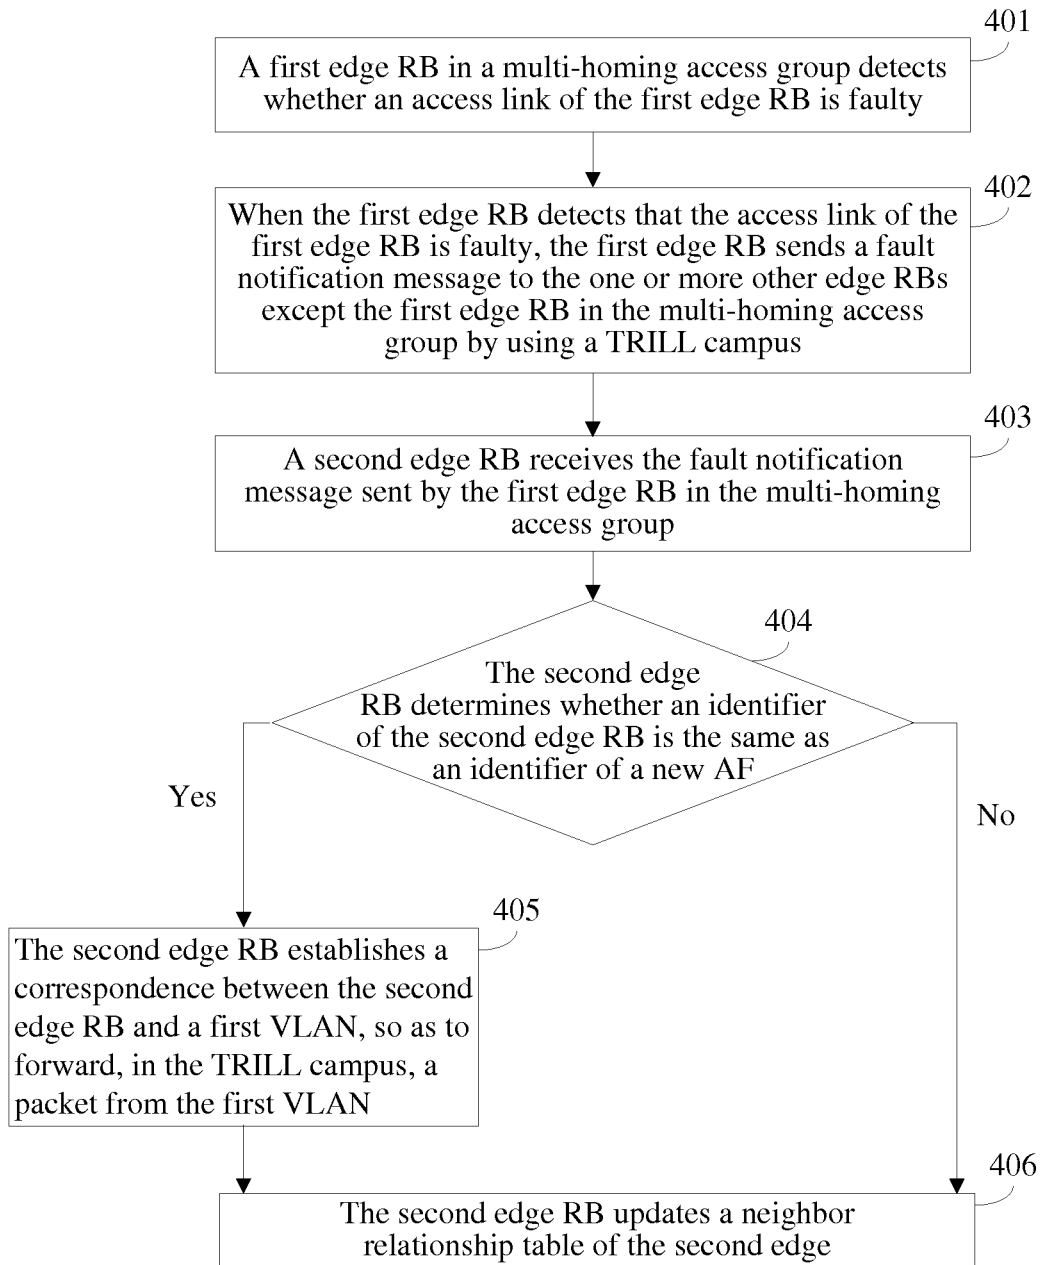 401
A first edge RB in a multi-homing access group detects
whether an access link of the first edge RB is faulty
402
When the first edge RB detects that the access link of the
first edge RB is faulty, the first edge RB sends a fault
notification message to the one or more other edge RBs
except the first edge RB in the multi-homing access
group by using a TRILL campus
403
A second edge RB receives the fault notification
message sent by the first edge RB in the multi-homing
access group
404
The second edge
RB determines whether an identifier
of the second edge RB is the same as
an identifier of a new AF
Yes
No
405
The second edge RB establishes a
correspondence between the second
edge RB and a first VLAN, so as to
forward, in the TRILL campus, a
packet from the first VLAN
406
The second edge RB updates a neighbor
relationship table of the second edge